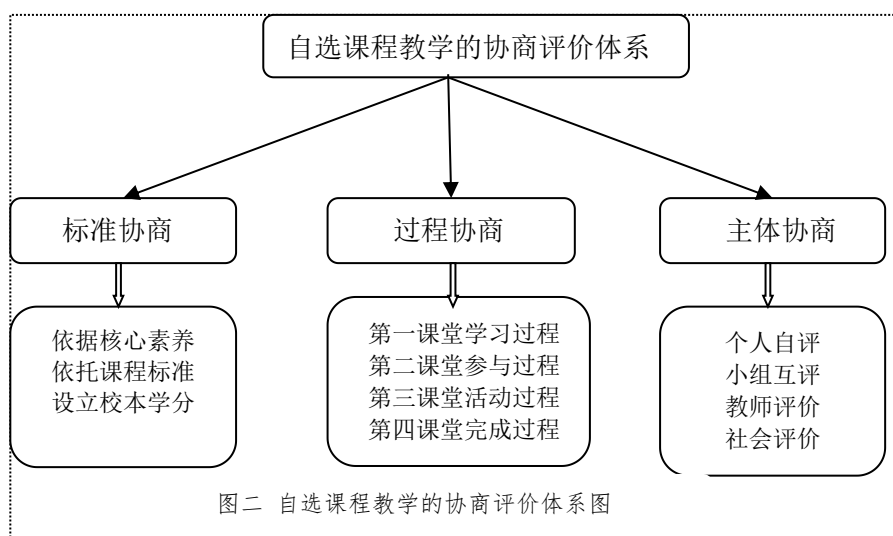 自选课程教学的协商评价体系
标准协商
过程协商
主体协商
依据核心素养
依托课程标准
设立校本学分
第一课堂学习过程
第二课堂参与过程
第三课堂活动过程
第四课堂完成过程
个人自评
小组互评
教师评价
社会评价
图二 自选课程教学的协商评价体系图